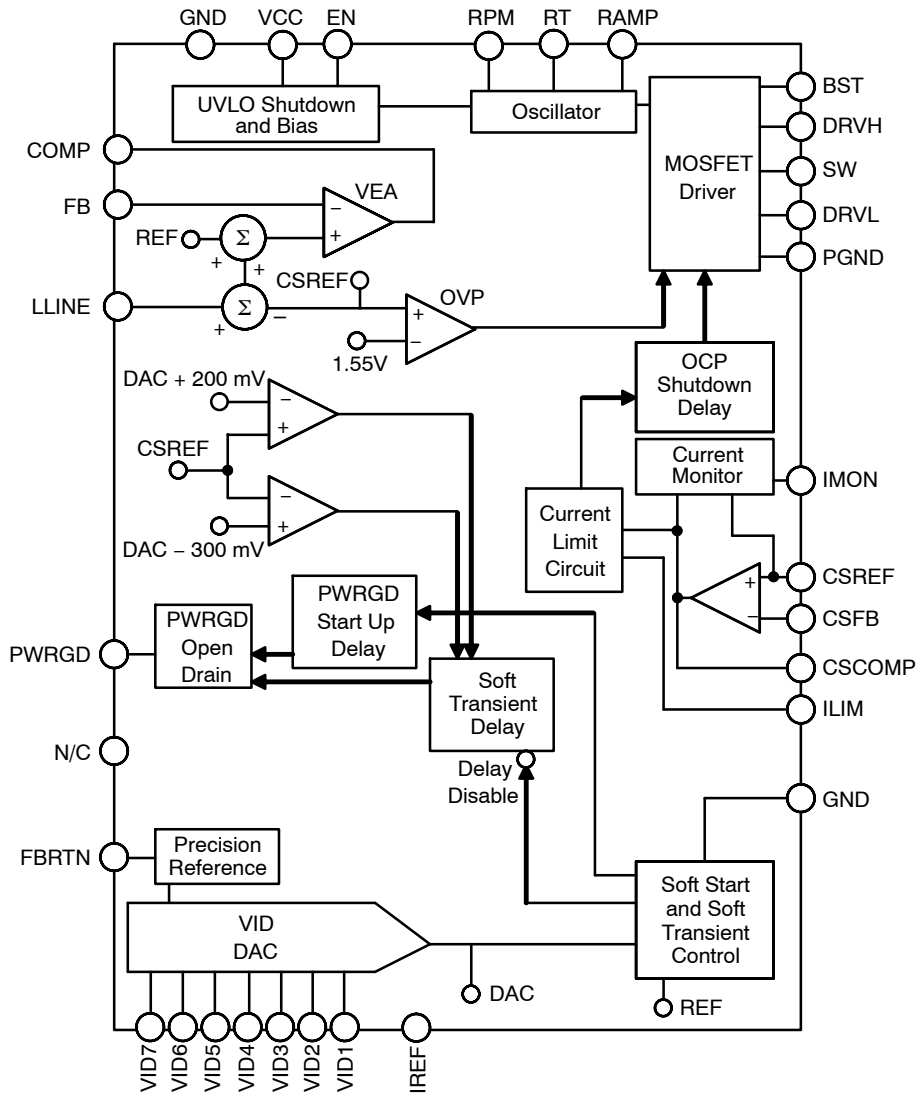 GND VCC EN RPM RT RAMP
UVLO Shutdown
and Bias
Oscillator
MOSFET
Driver
BST
DRVH
SW
DRVL
PGND
COMP
FB
VEA
−
+
REF
Σ
+
+
LLINE
Σ
+
−
CSREF
OVP
+
−
1.55V
OCP
Shutdown
Delay
DAC + 200 mV
−
+
CSREF
−
+
DAC − 300 mV
Current
Monitor
IMON
Current
Limit
Circuit
+
−
CSREF
CSFB
CSCOMP
ILIM
PWRGD
PWRGD
Open
Drain
PWRGD
Start Up
Delay
Soft
Transient
Delay
N/C
Delay
Disable
GND
FBRTN
Precision
Reference
VID
DAC
Soft Start
and Soft
Transient
Control
DAC
REF
VID7
VID6
VID5
VID4
VID3
VID2
VID1
IREF